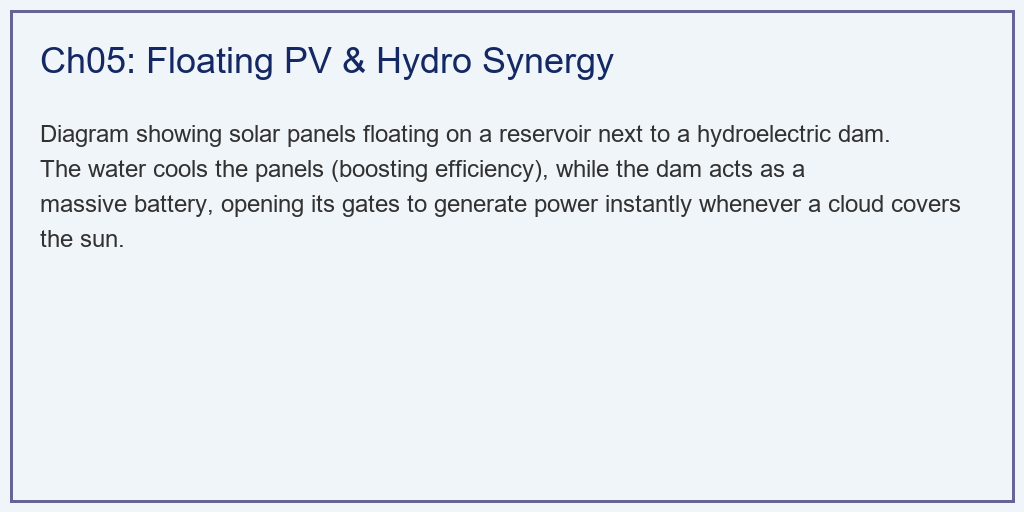 Ch05: Floating PV & Hydro Synergy
Diagram showing solar panels floating on a reservoir next to a hydroelectric dam.
The water cools the panels (boosting efficiency), while the dam acts as a
massive battery, opening its gates to generate power instantly whenever a cloud covers
the sun.